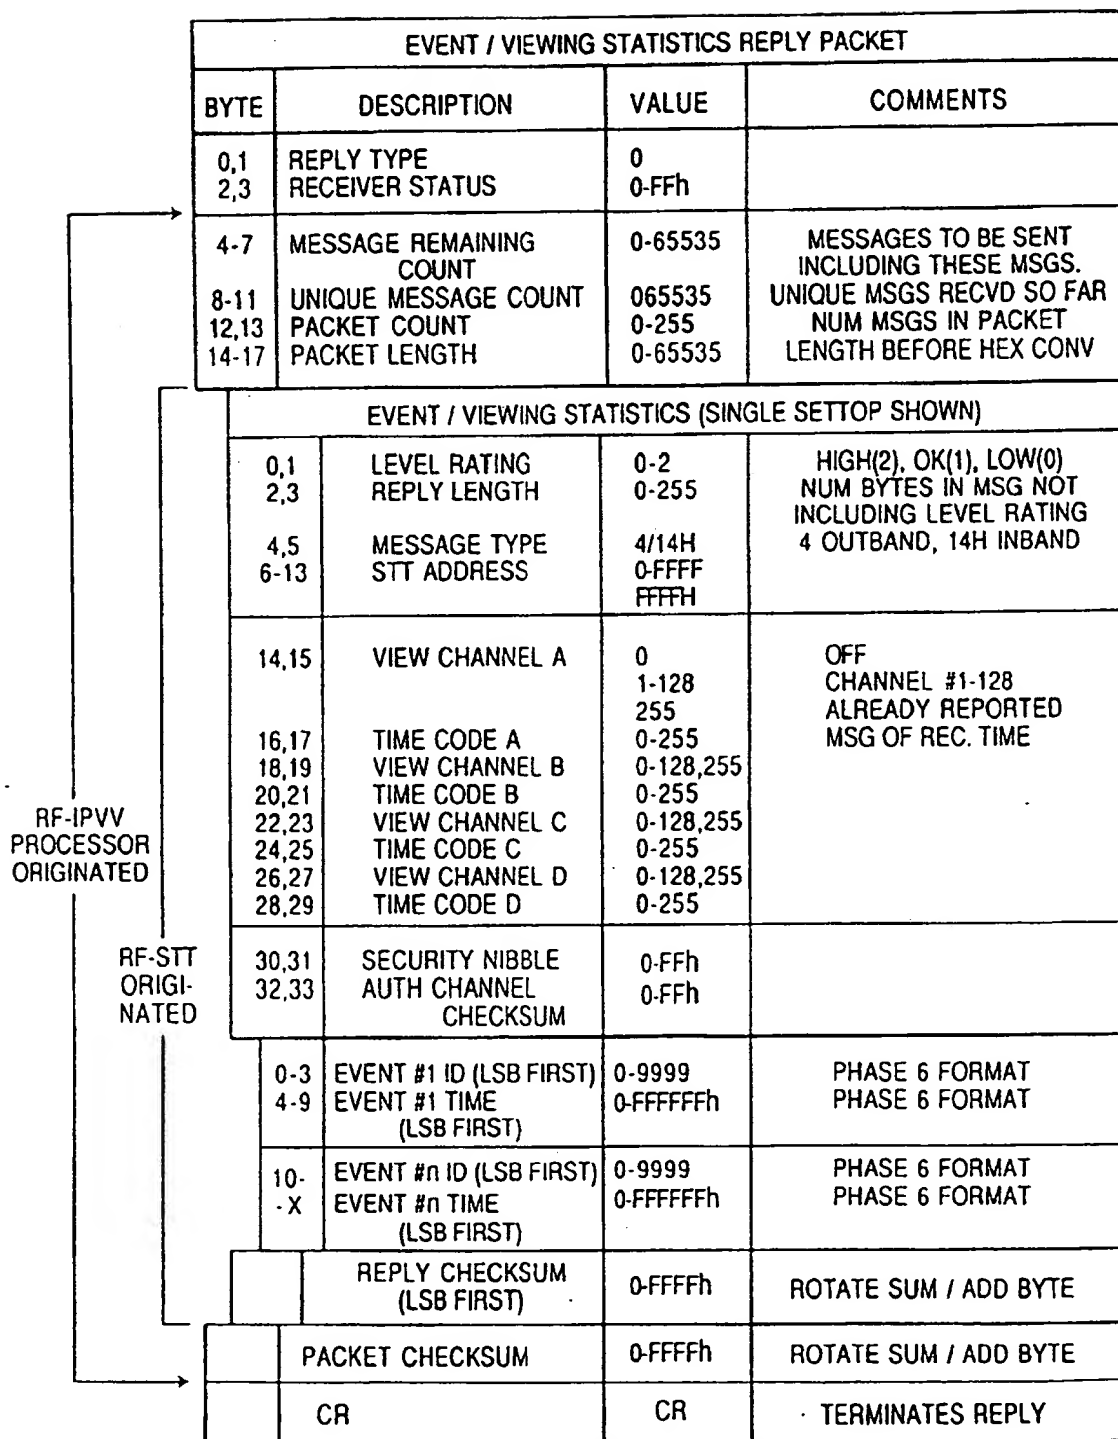 EVENT / VIEWING STATISTICS REPLY PACKET
BYTE DESCRIPTION VALUE COMMENTS
0,1 REPLY TYPE 0
2,3 RECEIVER STATUS 0-FFh
4-7 MESSAGE REMAINING 0-65535 MESSAGES TO BE SENT
COUNT INCLUDING THESE MSGS.
8-11 UNIQUE MESSAGE COUNT 065535 UNIQUE MSGS RECVD SO FAR
12,13 PACKET COUNT 0-255 NUM MSGS IN PACKET
14-17 PACKET LENGTH 0-65535 LENGTH BEFORE HEX CONV
EVENT / VIEWING STATISTICS (SINGLE SETTOP SHOWN)
0,1 LEVEL RATING 0-2 HIGH(2), OK(1), LOW(0)
2,3 REPLY LENGTH 0-255 NUM BYTES IN MSG NOT
INCLUDING LEVEL RATING
4,5 MESSAGE TYPE 4/14H 4 OUTBAND, 14H INBAND
6-13 STT ADDRESS 0-FFFF
FFFFH
14,15 VIEW CHANNEL A 0 OFF
1-128 CHANNEL #1-128
255 ALREADY REPORTED
16,17 TIME CODE A 0-255 MSG OF REC. TIME
18,19 VIEW CHANNEL B 0-128,255
20,21 TIME CODE B 0-255
22,23 VIEW CHANNEL C 0-128,255
24,25 TIME CODE C 0-255
26,27 VIEW CHANNEL D 0-128,255
28,29 TIME CODE D 0-255
RF-IPVV
PROCESSOR
ORIGINATED
30,31 SECURITY NIBBLE 0-FFh
32,33 AUTH CHANNEL 0-FFh
CHECKSUM
RF-STT
ORIGI-
NATED
0-3 EVENT #1 ID (LSB FIRST) 0-9999 PHASE 6 FORMAT
4-9 EVENT #1 TIME 0-FFFFFFh PHASE 6 FORMAT
(LSB FIRST)
10- EVENT #n ID (LSB FIRST) 0-9999 PHASE 6 FORMAT
- X EVENT #n TIME 0-FFFFFFh PHASE 6 FORMAT
(LSB FIRST)
REPLY CHECKSUM 0-FFFFh ROTATE SUM / ADD BYTE
(LSB FIRST)
PACKET CHECKSUM 0-FFFFh ROTATE SUM / ADD BYTE
CR CR TERMINATES REPLY